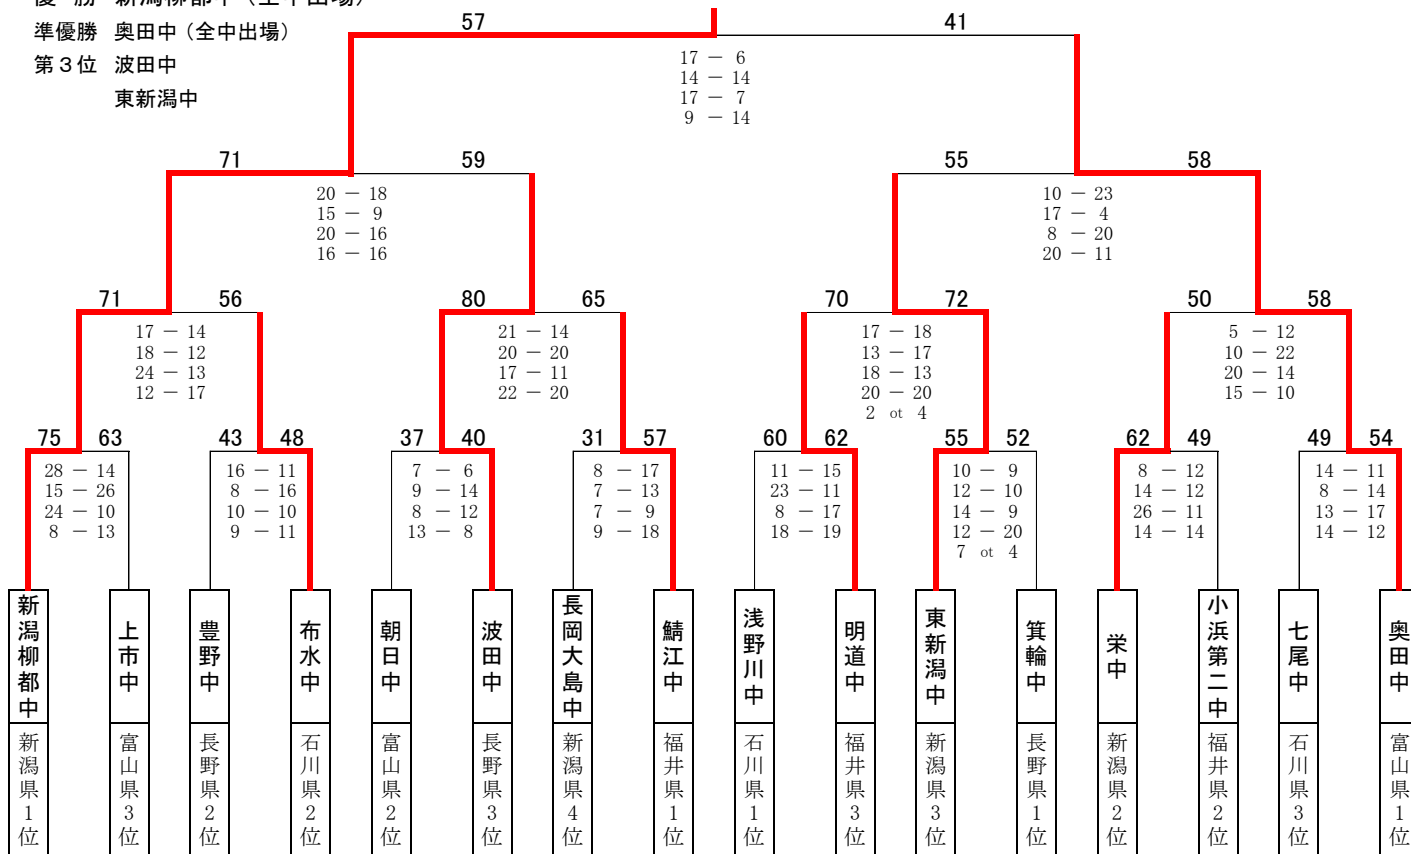 優　勝　新潟柳都中（全中出場）
準優勝　奥田中（全中出場）
第３位　波田中
東新潟中
57 41
17 － 6
14 － 14
17 － 7
9 － 14
71 59 55 58
20 － 18 10 － 23
15 － 9 17 － 4
20 － 16 8 － 20
16 － 16 20 － 11
71 56 80 65 70 72 50 58
17 － 14 21 － 14 17 － 18 5 － 12
18 － 12 20 － 20 13 － 17 10 － 22
24 － 13 17 － 11 18 － 13 20 － 14
12 － 17 22 － 20 20 － 20 15 － 10
2 ot 4
75 63 43 48 37 40 31 57 60 62 55 52 62 49 49 54
28 － 14 16 － 11 7 － 6 8 － 17 11 － 15 10 － 9 8 － 12 14 － 11
15 － 26 8 － 16 9 － 14 7 － 13 23 － 11 12 － 10 14 － 12 8 － 14
24 － 10 10 － 10 8 － 12 7 － 9 8 － 17 14 － 9 26 － 11 13 － 17
8 － 13 9 － 11 13 － 8 9 － 18 18 － 19 12 － 20 14 － 14 14 － 12
7 ot 4
新潟柳都中
新潟県1位
上市中
富山県3位
豊野中
長野県2位
布水中
石川県2位
朝日中
富山県2位
波田中
長野県3位
長岡大島中
新潟県4位
鯖江中
福井県1位
浅野川中
石川県1位
明道中
福井県3位
東新潟中
新潟県3位
箕輪中
長野県1位
栄中
新潟県2位
小浜第二中
福井県2位
七尾中
石川県3位
奥田中
富山県1位